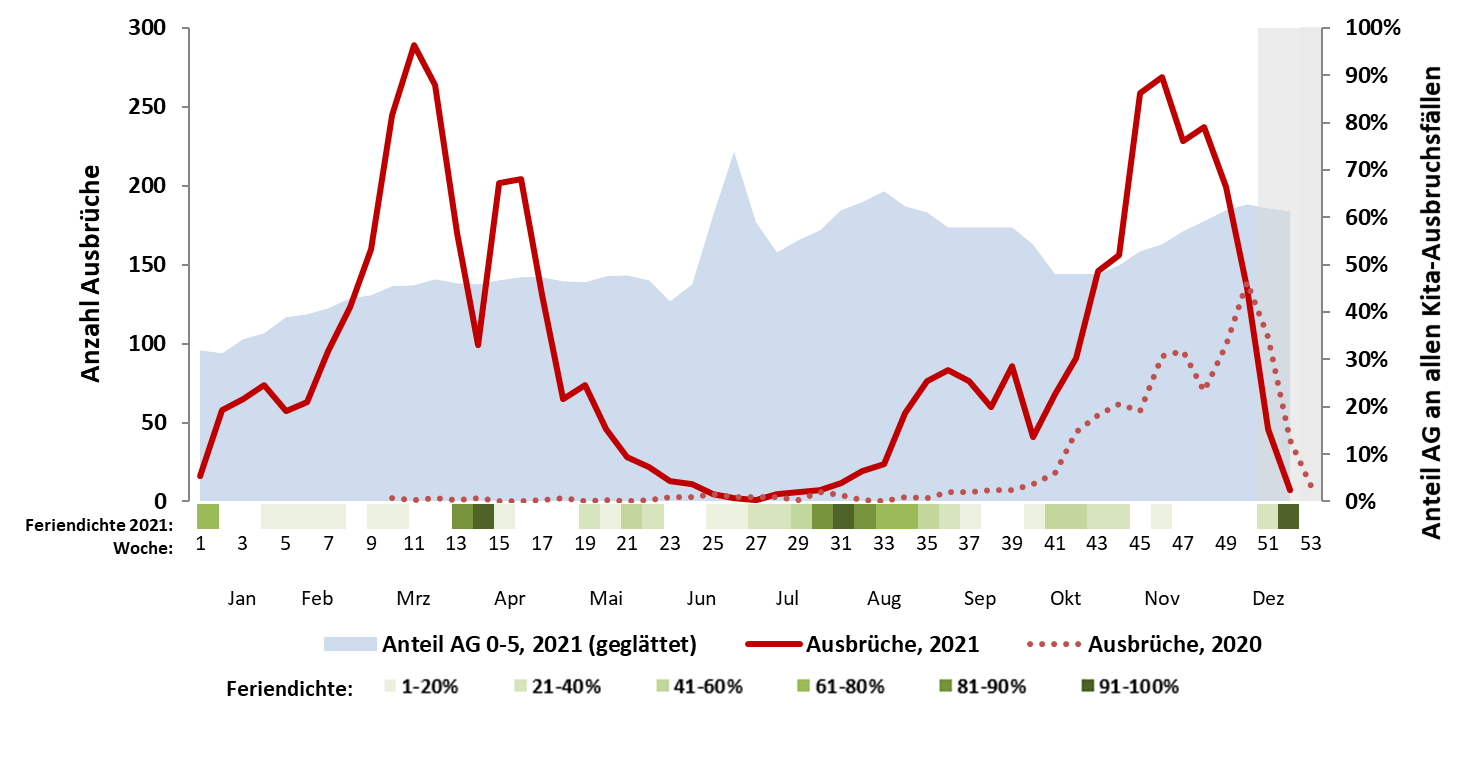 300
250
200
150
100
50
0
Anzahl Ausbrüche
100%
90%
80%
70%
60%
50%
40%
30%
20%
10%
0%
Anteil AG an allen Kita-Ausbruchsfällen
Feriendichte 2021:
Woche: 1 3 5 7 9 11 13 15 17 19 21 23 25 27 29 31 33 35 37 39 41 43 45 47 49 51 53
Jan Feb Mrz Apr Mai Jun Jul Aug Sep Okt Nov Dez
Anteil AG 0-5, 2021 (geglättet) Ausbrüche, 2021 Ausbrüche, 2020
Feriendichte: 1-20% 21-40% 41-60% 61-80% 81-90% 91-100%